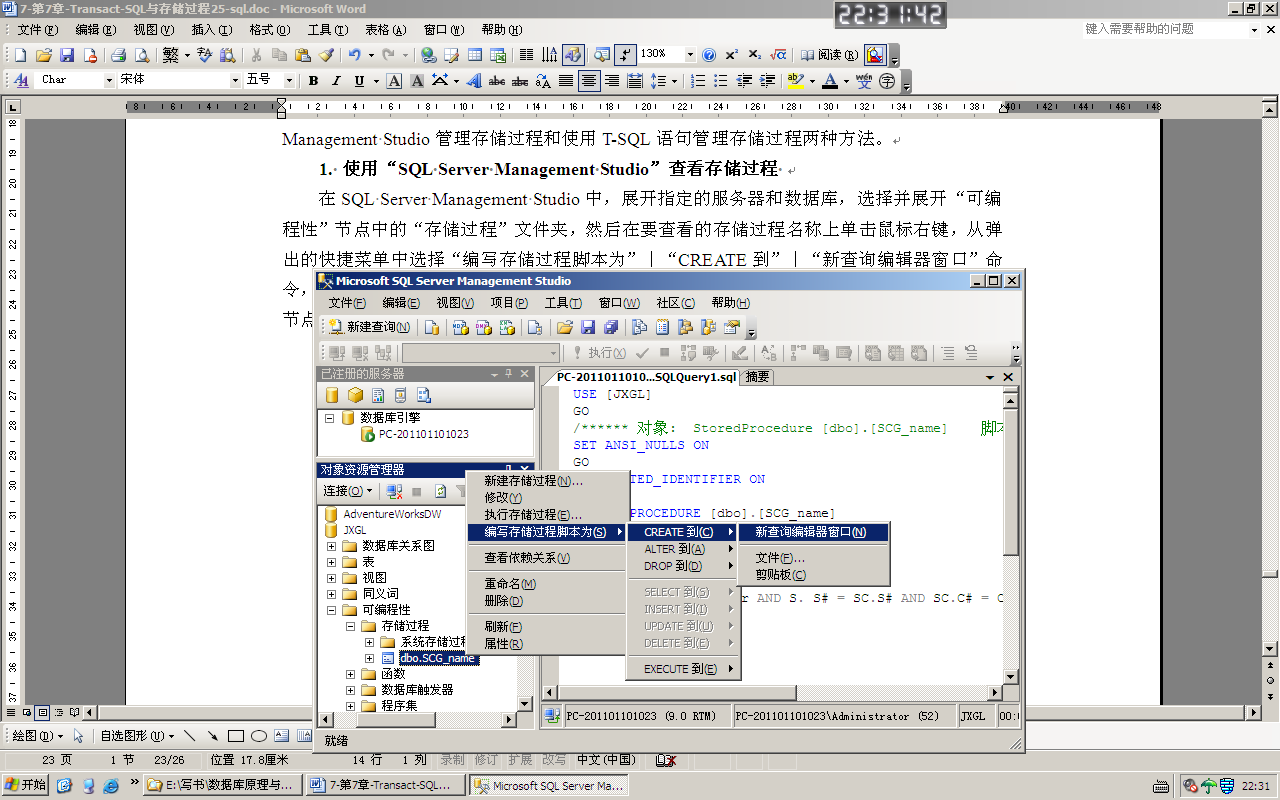 7-第7章-Transact-SQL与存储过程25-sql.doc - Microsoft Word
22:31:42
文件(F) 编辑(E) 视图(V) 插入(I) 格式(O) 工具(T) 表格(A) 窗口(W) 帮助(H)
键入需要帮助的问题
130%
阅读(R)
Char 宋体 五号
Management Studio 管理存储过程和使用 T-SQL 语句管理存储过程两种方法。
1. 使用“SQL Server Management Studio”查看存储过程
在 SQL Server Management Studio 中，展开指定的服务器和数据库，选择并展开“可编
程性”节点中的“存储过程”文件夹，然后在要查看的存储过程名称上单击鼠标右键，从弹
出的快捷菜单中选择“编写存储过程脚本为”|“CREATE 到”|“新查询编辑器窗口”命
令，
节点
Microsoft SQL Server Management Studio
文件(F) 编辑(E) 视图(V) 项目(P) 工具(T) 窗口(W) 社区(C) 帮助(H)
新建查询(N)
执行(X)
已注册的服务器
数据库引擎
PC-201101101023
对象资源管理器
连接(O)
AdventureWorksDW
JXGL
数据库关系图
表
视图
同义词
可编程性
存储过程
系统存储过程
dbo.SCG_name
函数
数据库触发器
程序集
PC-2011011010...SQLQuery1.sql 摘要
USE [JXGL]
GO
/****** 对象: StoredProcedure [dbo].[SCG_name] 脚本
SET ANSI_NULLS ON
GO
TED_IDENTIFIER ON
PROCEDURE [dbo].[SCG_name]
r AND S. S# = SC.S# AND SC.C# = C
新建存储过程(N)...
修改(Y)
执行存储过程(E)...
编写存储过程脚本为(S)
查看依赖关系(V)
重命名(M)
删除(D)
刷新(F)
属性(R)
CREATE 到(C)
ALTER 到(A)
DROP 到(D)
SELECT 到(S)
INSERT 到(I)
UPDATE 到(U)
DELETE 到(E)
EXECUTE 到(E)
新查询编辑器窗口(N)
文件(F)...
剪贴板(C)
PC-201101101023 (9.0 RTM) PC-201101101023\Administrator (52) JXGL 00:
就绪
绘图(D) 自选图形(U)
23 页 1 节 23/26 位置 17.8厘米 14 行 1 列 录制 修订 扩展 改写 中文(中国)
开始 E:\写书\数据库原理与... 7-第7章-Transact-SQL... Microsoft SQL Server Ma... 22:31